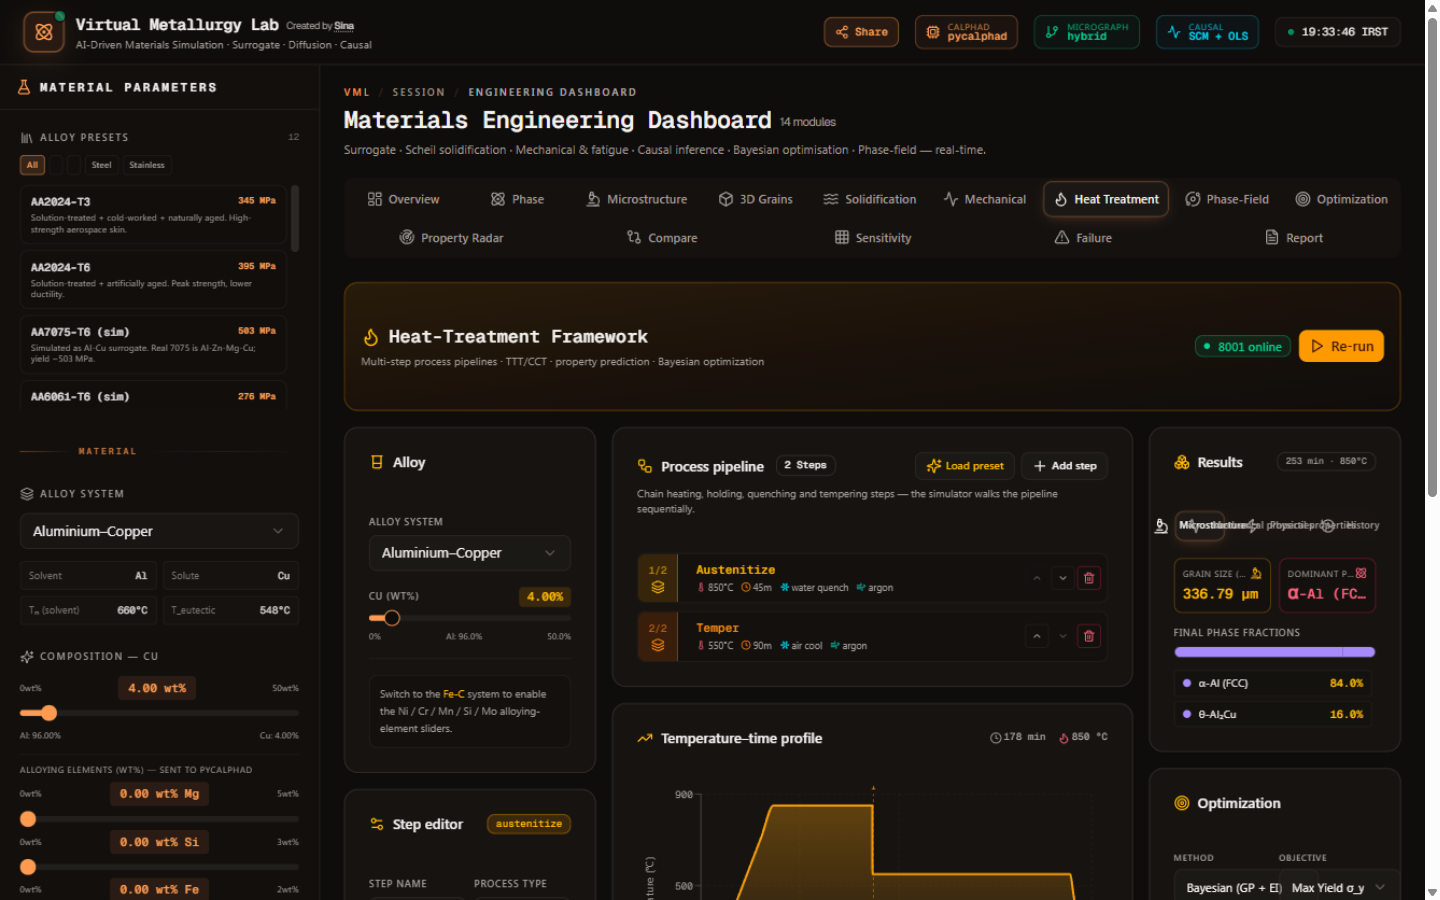 Virtual Metallurgy Lab Created by Sina
AI-Driven Materials Simulation · Surrogate · Diffusion · Causal
Share
CALPHAD
pycalphad
MICROGRAPH
hybrid
CAUSAL
SCM + OLS
19:33:46 IRST
MATERIAL PARAMETERS
ALLOY PRESETS 12
All
Steel
Stainless
AA2024-T3 345 MPa
Solution-treated + cold-worked + naturally aged. High-
strength aerospace skin.
AA2024-T6 395 MPa
Solution-treated + artificially aged. Peak strength, lower
ductility.
AA7075-T6 (sim) 503 MPa
Simulated as Al-Cu surrogate. Real 7075 is Al-Zn-Mg-Cu;
yield ~503 MPa.
AA6061-T6 (sim) 276 MPa
MATERIAL
ALLOY SYSTEM
Aluminium–Copper
Solvent Al
Solute Cu
Tₘ (solvent) 660°C
T_eutectic 548°C
COMPOSITION — CU
0wt% 4.00 wt% 50wt%
Al: 96.00% Cu: 4.00%
ALLOYING ELEMENTS (WT%) — SENT TO PYCALPHAD
0wt% 0.00 wt% Mg 5wt%
0wt% 0.00 wt% Si 3wt%
0wt% 0.00 wt% Fe 2wt%
VML / SESSION / ENGINEERING DASHBOARD
Materials Engineering Dashboard 14 modules
Surrogate · Scheil solidification · Mechanical & fatigue · Causal inference · Bayesian optimisation · Phase-field — real-time.
Overview
Phase
Microstructure
3D Grains
Solidification
Mechanical
Heat Treatment
Phase-Field
Optimization
Property Radar
Compare
Sensitivity
Failure
Report
Heat-Treatment Framework
Multi-step process pipelines · TTT/CCT · property prediction · Bayesian optimization
8001 online
Re-run
Alloy
ALLOY SYSTEM
Aluminium–Copper
CU (WT%) 4.00%
0% Al: 96.0% 50.0%
Switch to the Fe-C system to enable
the Ni / Cr / Mn / Si / Mo alloying-
element sliders.
Step editor austenitize
STEP NAME PROCESS TYPE
Process pipeline 2 Steps
Load preset
Add step
Chain heating, holding, quenching and tempering steps — the simulator walks the pipeline
sequentially.
1/2 Austenitize
850°C 45m water quench argon
2/2 Temper
550°C 90m air cool argon
Temperature–time profile 178 min 850 °C
900
500
Results 253 min · 850°C
Microstructure
History
GRAIN SIZE (...
336.79 μm
DOMINANT P...
α-Al (FC...
FINAL PHASE FRACTIONS
α-Al (FCC) 84.0%
θ-Al₂Cu 16.0%
Optimization
METHOD OBJECTIVE
Bayesian (GP + EI) Max Yield σ_y